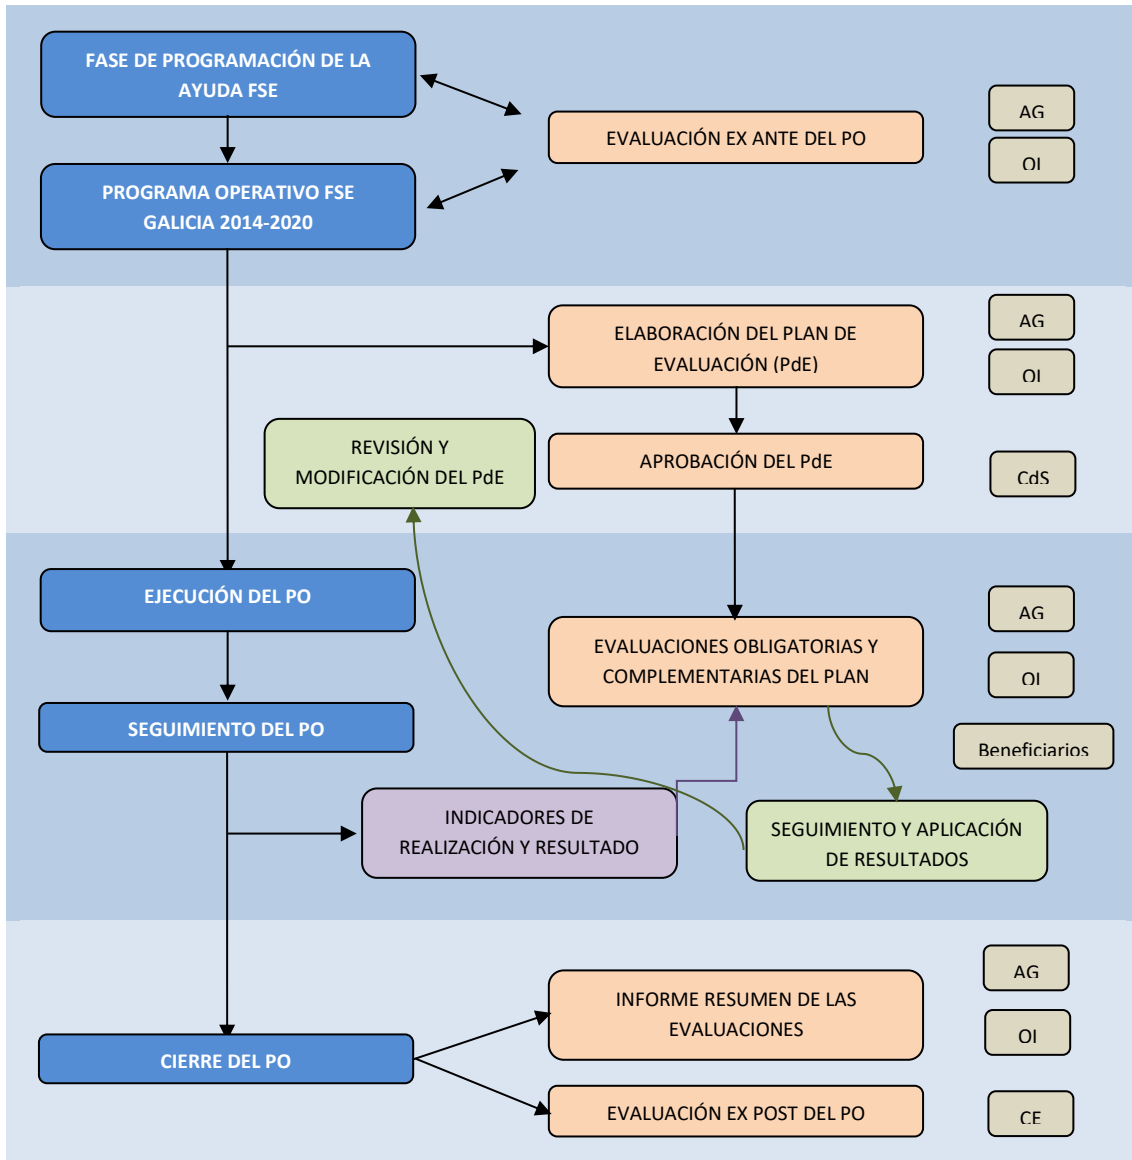 FASE DE PROGRAMACIÓN DE LA
AYUDA FSE
EVALUACIÓN EX ANTE DEL PO
AG
OI
PROGRAMA OPERATIVO FSE
GALICIA 2014-2020
ELABORACIÓN DEL PLAN DE
EVALUACIÓN (PdE)
AG
OI
REVISIÓN Y
MODIFICACIÓN DEL PdE
APROBACIÓN DEL PdE
CdS
EJECUCIÓN DEL PO
EVALUACIONES OBLIGATORIAS Y
COMPLEMENTARIAS DEL PLAN
AG
OI
SEGUIMIENTO DEL PO
Beneficiarios
INDICADORES DE
REALIZACIÓN Y RESULTADO
SEGUIMIENTO Y APLICACIÓN
DE RESULTADOS
INFORME RESUMEN DE LAS
EVALUACIONES
AG
OI
CIERRE DEL PO
EVALUACIÓN EX POST DEL PO
CE